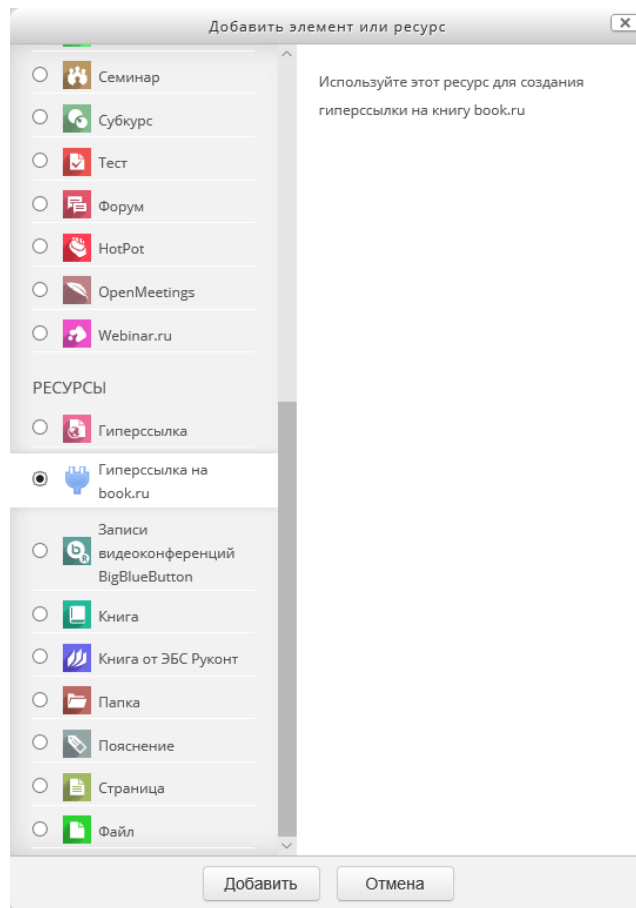 Добавить элемент или ресурс
Семинар
Субкурс
Тест
Форум
HotPot
OpenMeetings
Webinar.ru
РЕСУРСЫ
Гиперссылка
Гиперссылка на
book.ru
Записи
видеоконференций
BigBlueButton
Книга
Книга от ЭБС Руконт
Папка
Пояснение
Страница
Файл
Используйте этот ресурс для создания
гиперссылки на книгу book.ru
Добавить
Отмена